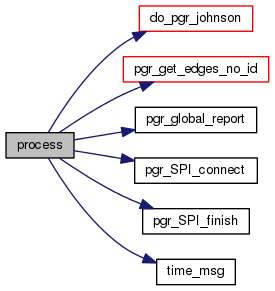 do_pgr_johnson
pgr_get_edges_no_id
pgr_global_report
process
pgr_SPI_connect
pgr_SPI_finish
time_msg